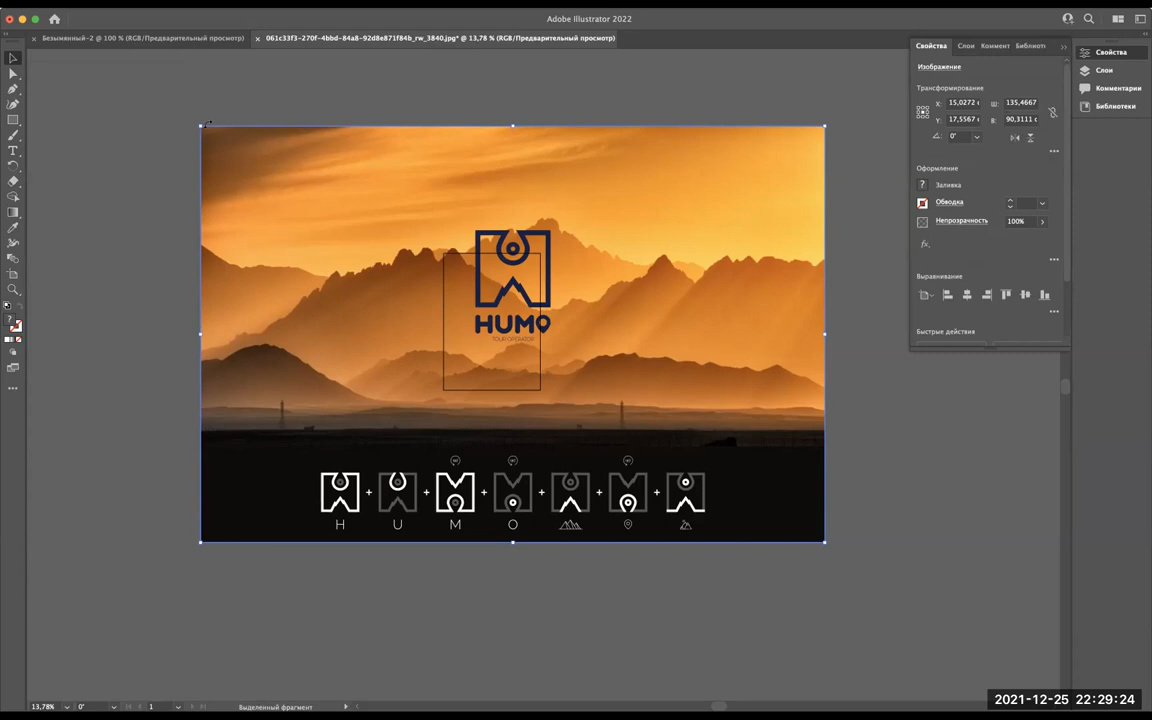 Adobe Illustrator 2022
Безымянный-2 @ 100 % (RGB/Предварительный просмотр)
061c33f3-270f-4bbd-84a8-92d8e871f84b_rw_3840.jpg* @ 13,78 % (RGB/Предварительный просмотр)
Свойства
Слои
Коммент
Библиот
Свойства
Слои
Комментарии
Библиотеки
Изображение
Трансформирование
X: 15,0272 с
Ш: 135,4667
Y: 17,5567 с
В: 90,3111 с
0°
Оформление
Заливка
Обводка
Непрозрачность 100%
fx.
Выравнивание
Быстрые действия
HUMO
TOUR OPERATOR
H U M O
13,78% 0° 1 Выделенный фрагмент
2021-12-25 22:29:24